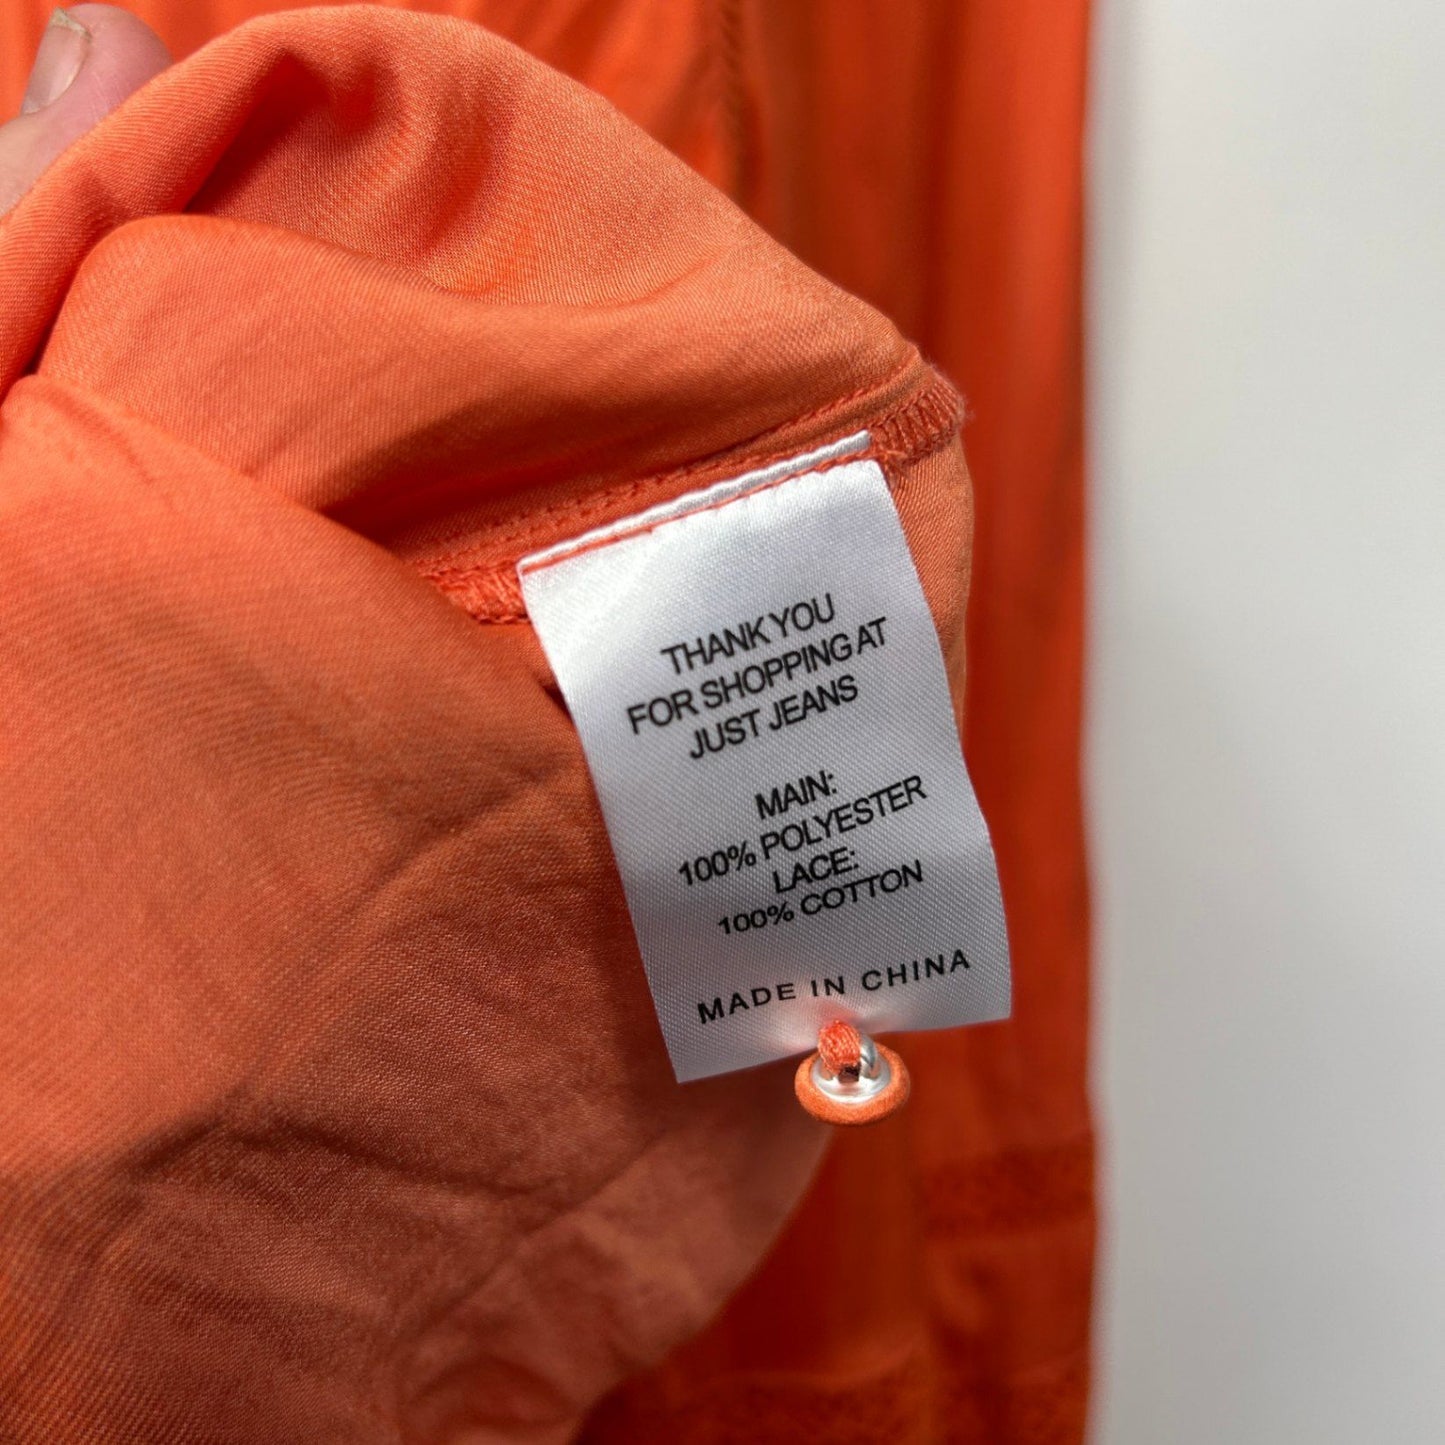 THANK YOU
FOR SHOPPING AT
JUST JEANS
MAIN:
100% POLYESTER
LACE:
100% COTTON
MADE IN CHINA